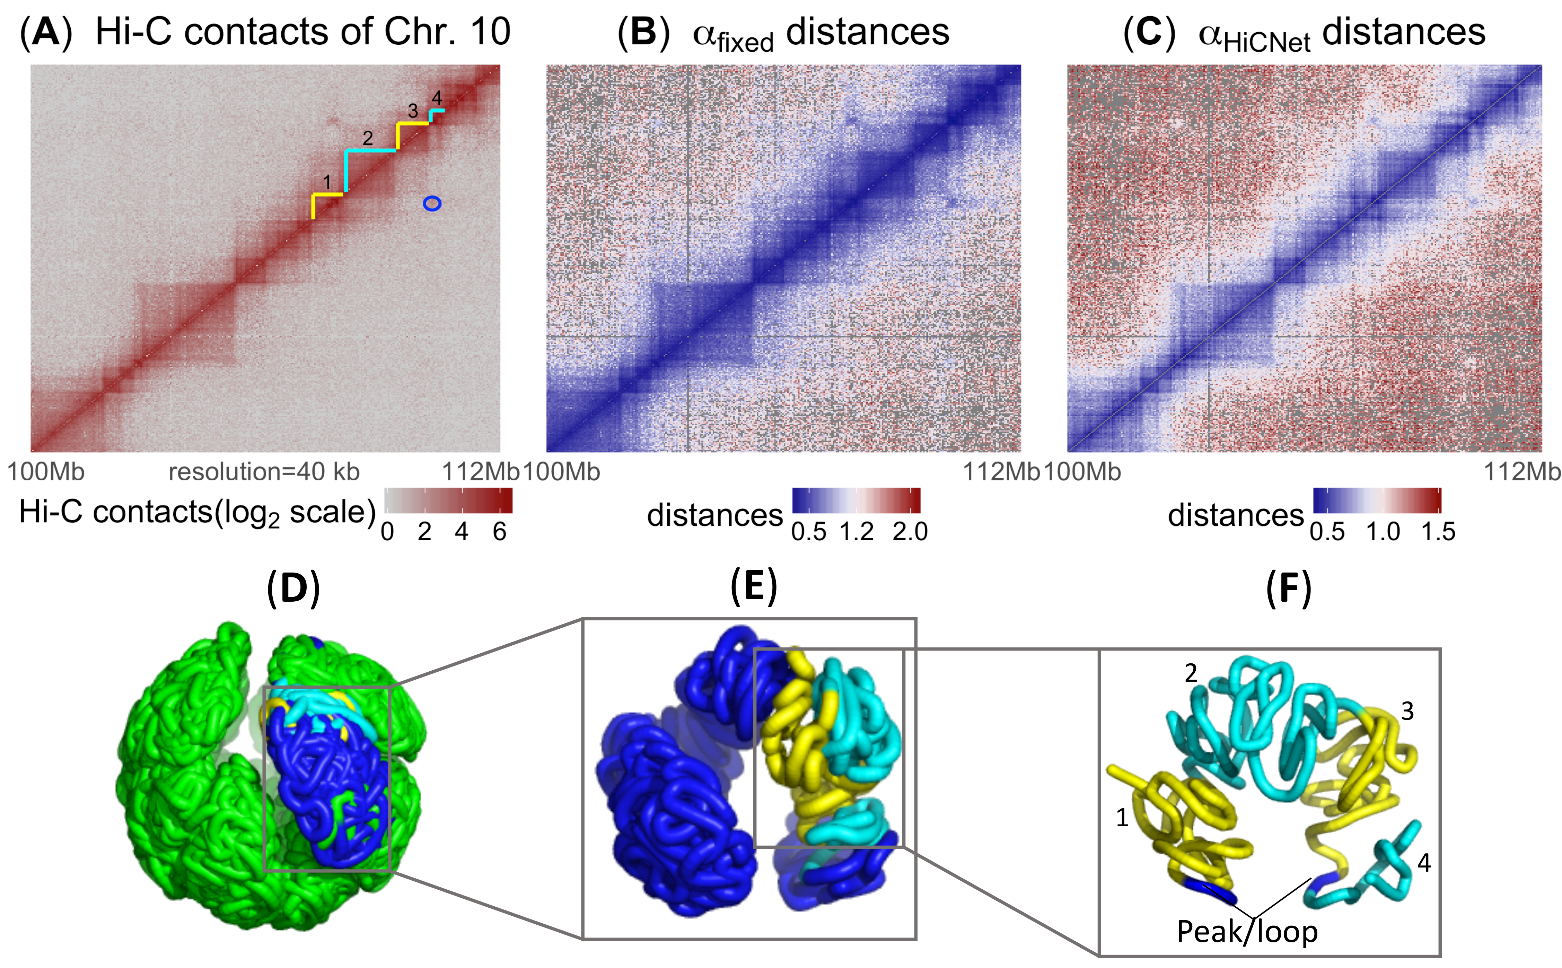 (A) Hi-C contacts of Chr. 10
(B) αfixed distances
(C) αHiCNet distances
4
3
2
1
100Mb resolution=40 kb 112Mb
100Mb 112Mb
100Mb 112Mb
Hi-C contacts(log2 scale)
0 2 4 6
distances
0.5 1.2 2.0
distances
0.5 1.0 1.5
(D)
(E)
(F)
2
3
1
4
Peak/loop